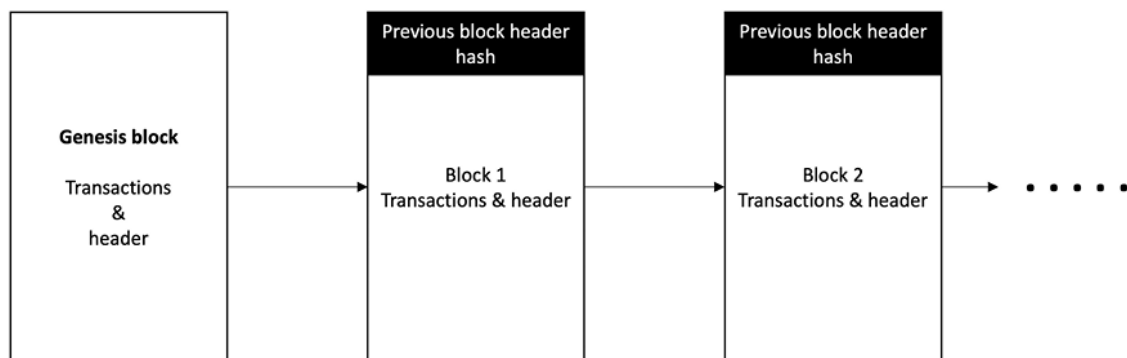 Genesis block
Transactions
&
header
Previous block header
hash
Block 1
Transactions & header
Previous block header
hash
Block 2
Transactions & header